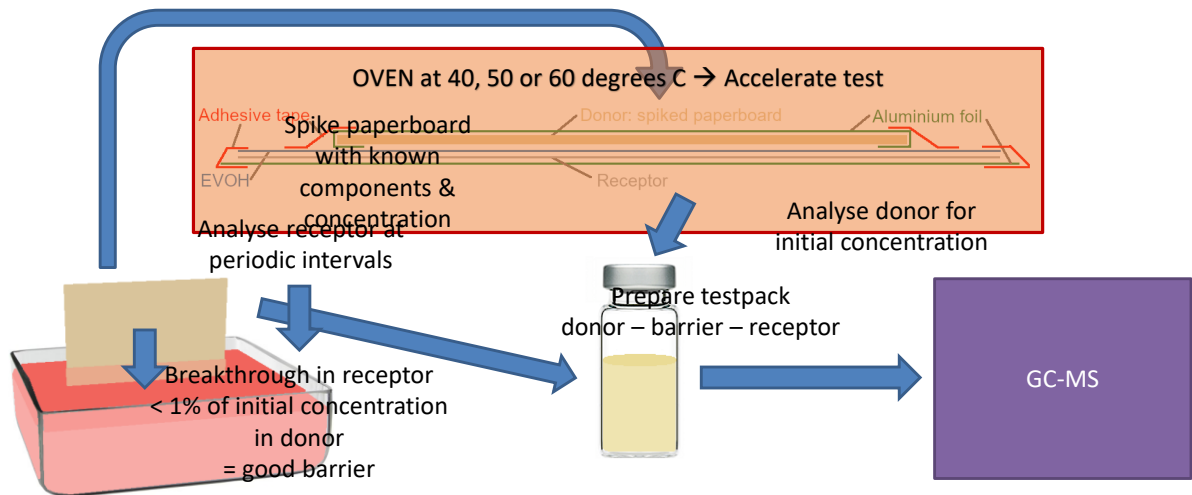 OVEN at 40, 50 or 60 degrees C → Accelerate test
Adhesive tape
Donor: spiked paperboard
Aluminium foil
Spike paperboard
with known
components &
concentration
EVOH
Receptor
Analyse receptor at
periodic intervals
Analyse donor for
initial concentration
Prepare testpack
donor – barrier – receptor
Breakthrough in receptor
< 1% of initial concentration
in donor
= good barrier
GC-MS